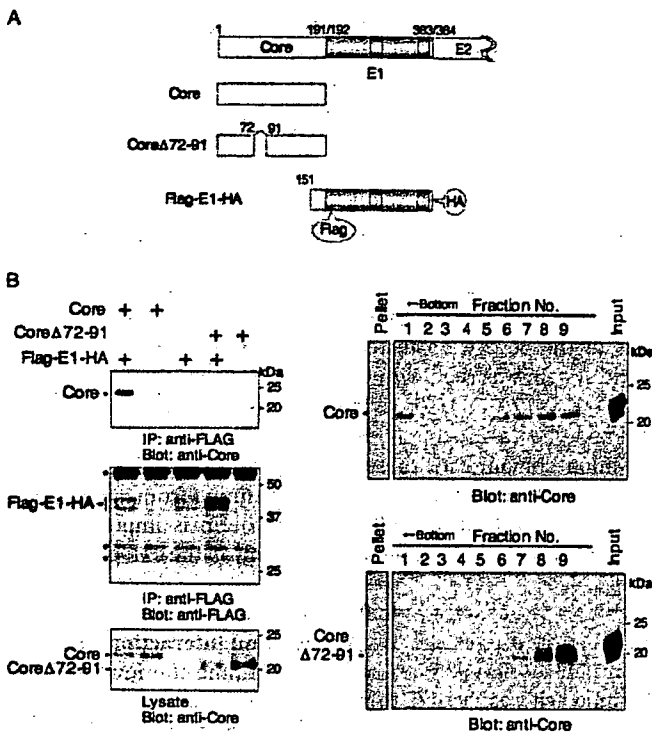 A
1 191/192 383/384
Core E2
E1
Core
72 91
CoreΔ72-91
151
Flag-E1-HA HA
Flag
B
Core + +
CoreΔ72-91 + +
Flag-E1-HA + + +
kDa
Core 25
20
IP: anti-FLAG
Blot: anti-Core
50
Flag-E1-HA
37
25
IP: anti-FLAG
Blot: anti-FLAG
Core 25
CoreΔ72-91 20
Lysate
Blot: anti-Core
Pellet ←Bottom Fraction No. Input
1 2 3 4 5 6 7 8 9
kDa
25
Core
20
Blot: anti-Core
Pellet ←Bottom Fraction No. Input
1 2 3 4 5 6 7 8 9
kDa
25
Core
Δ72-91 20
Blot: anti-Core